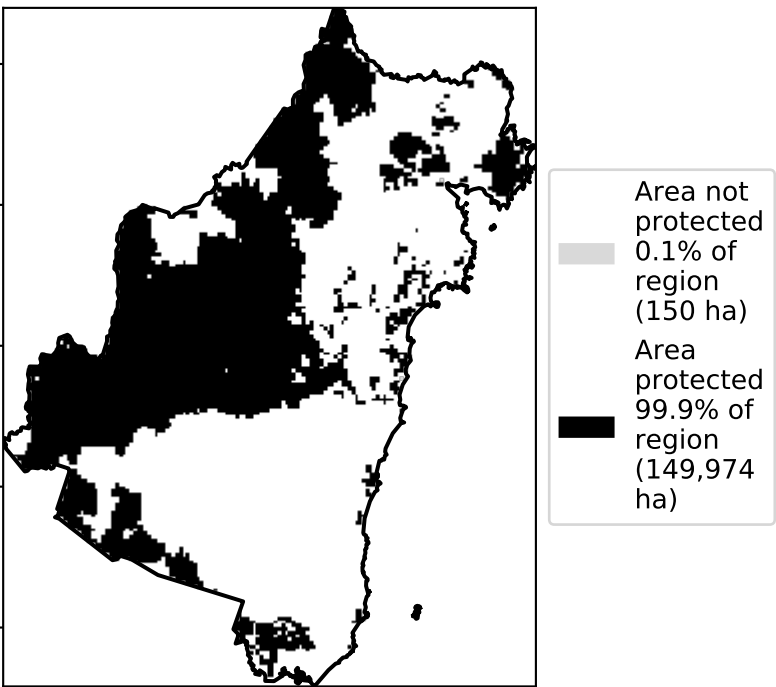 Area not
protected
0.1% of
region
(150 ha)
Area
protected
99.9% of
region
(149,974
ha)